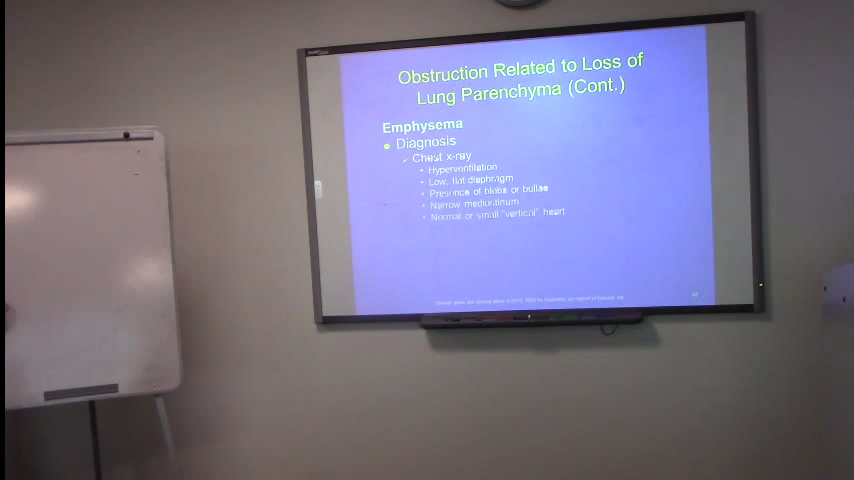 Obstruction Related to Loss of
Lung Parenchyma (Cont.)
Emphysema
Diagnosis
Chest x-ray
Hyperventilation
Low, flat diaphragm
Presence of blebs or bullae
Narrow mediastinum
Normal or small "vertical" heart